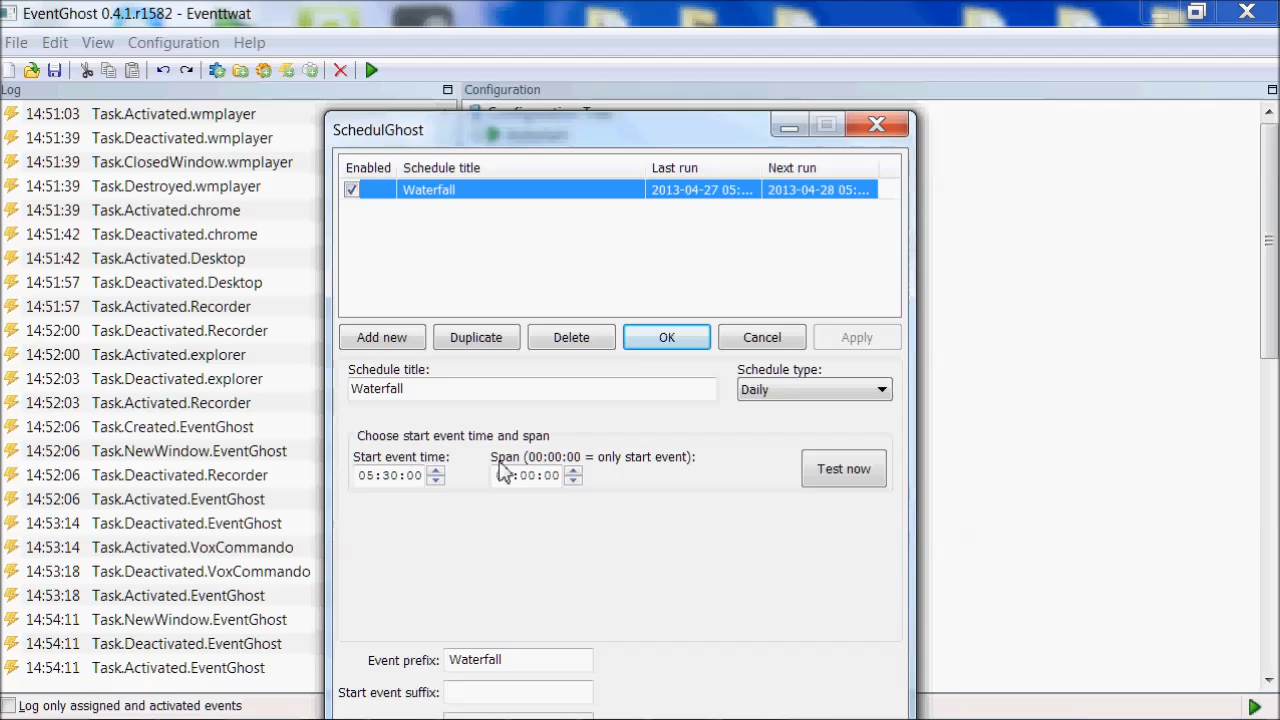 EventGhost 0.4.1.r1582 - Eventtwat
File Edit View Configuration Help
Log
Configuration
14:51:03 Task.Activated.wmplayer
14:51:39 Task.Deactivated.wmplayer
14:51:39 Task.ClosedWindow.wmplayer
14:51:39 Task.Destroyed.wmplayer
14:51:39 Task.Activated.chrome
14:51:42 Task.Deactivated.chrome
14:51:42 Task.Activated.Desktop
14:51:57 Task.Deactivated.Desktop
14:51:57 Task.Activated.Recorder
14:52:00 Task.Deactivated.Recorder
14:52:00 Task.Activated.explorer
14:52:03 Task.Deactivated.explorer
14:52:03 Task.Activated.Recorder
14:52:06 Task.Created.EventGhost
14:52:06 Task.NewWindow.EventGhost
14:52:06 Task.Deactivated.Recorder
14:52:06 Task.Activated.EventGhost
14:53:14 Task.Deactivated.EventGhost
14:53:14 Task.Activated.VoxCommando
14:53:18 Task.Deactivated.VoxCommando
14:53:18 Task.Activated.EventGhost
14:54:11 Task.NewWindow.EventGhost
14:54:11 Task.Deactivated.EventGhost
14:54:11 Task.Activated.EventGhost
Log only assigned and activated events
SchedulGhost
Enabled Schedule title Last run Next run
Waterfall 2013-04-27 05:... 2013-04-28 05:...
Add new Duplicate Delete OK Cancel Apply
Schedule title: Schedule type:
Waterfall Daily
Choose start event time and span
Start event time: Span (00:00:00 = only start event):
05:30:00 :00:00 Test now
Event prefix: Waterfall
Start event suffix: